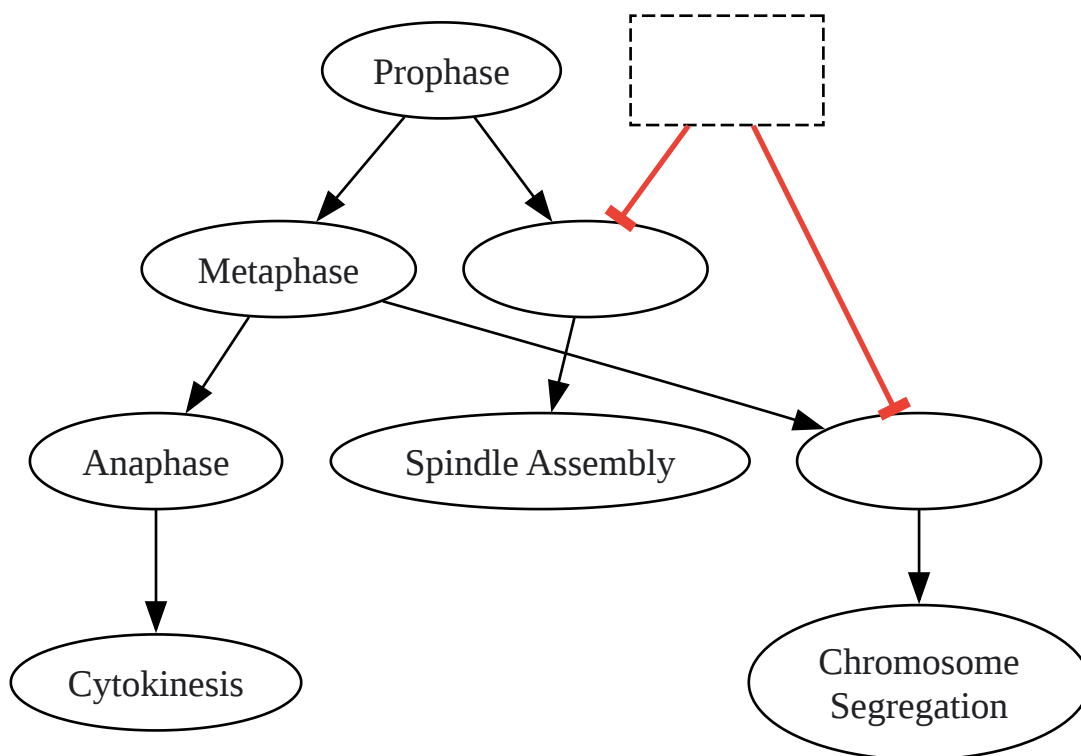 Prophase
Metaphase
Anaphase
Spindle Assembly
Cytokinesis
Chromosome
Segregation